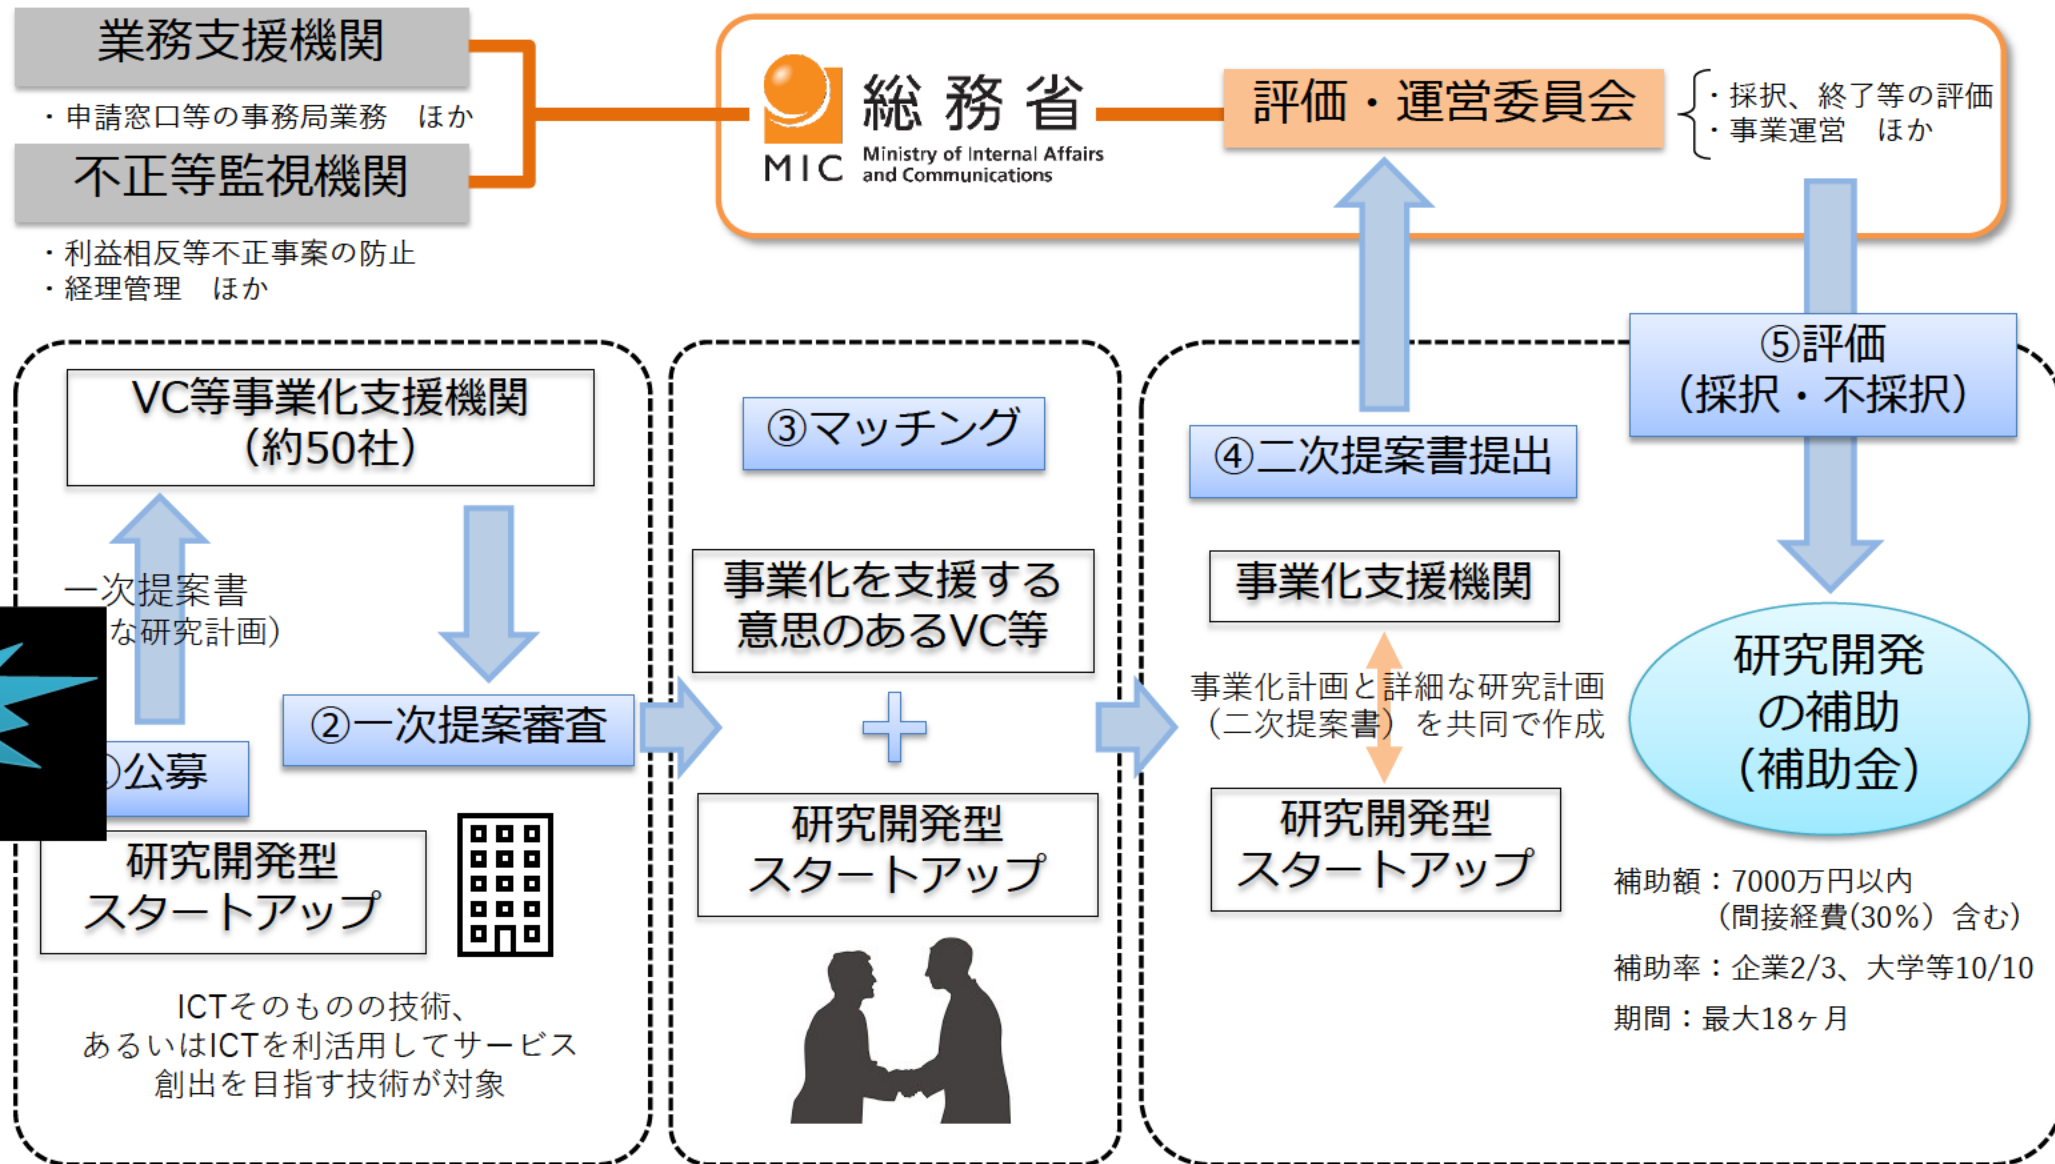 業務支援機関
・申請窓口等の事務局業務　ほか
不正等監視機関
・利益相反等不正事案の防止
・経理管理　ほか
総務省
MIC
Ministry of Internal Affairs
and Communications
評価・運営委員会
・採択、終了等の評価
・事業運営　ほか
VC等事業化支援機関
（約50社）
一次提案書
な研究計画）
公募
②一次提案審査
研究開発型
スタートアップ
ICTそのものの技術、
あるいはICTを利活用してサービス
創出を目指す技術が対象
③マッチング
事業化を支援する
意思のあるVC等
研究開発型
スタートアップ
④二次提案書提出
事業化支援機関
事業化計画と詳細な研究計画
（二次提案書）を共同で作成
研究開発型
スタートアップ
⑤評価
（採択・不採択）
研究開発
の補助
（補助金）
補助額：7000万円以内
（間接経費(30%）含む）
補助率：企業2/3、大学等10/10
期間：最大18ヶ月